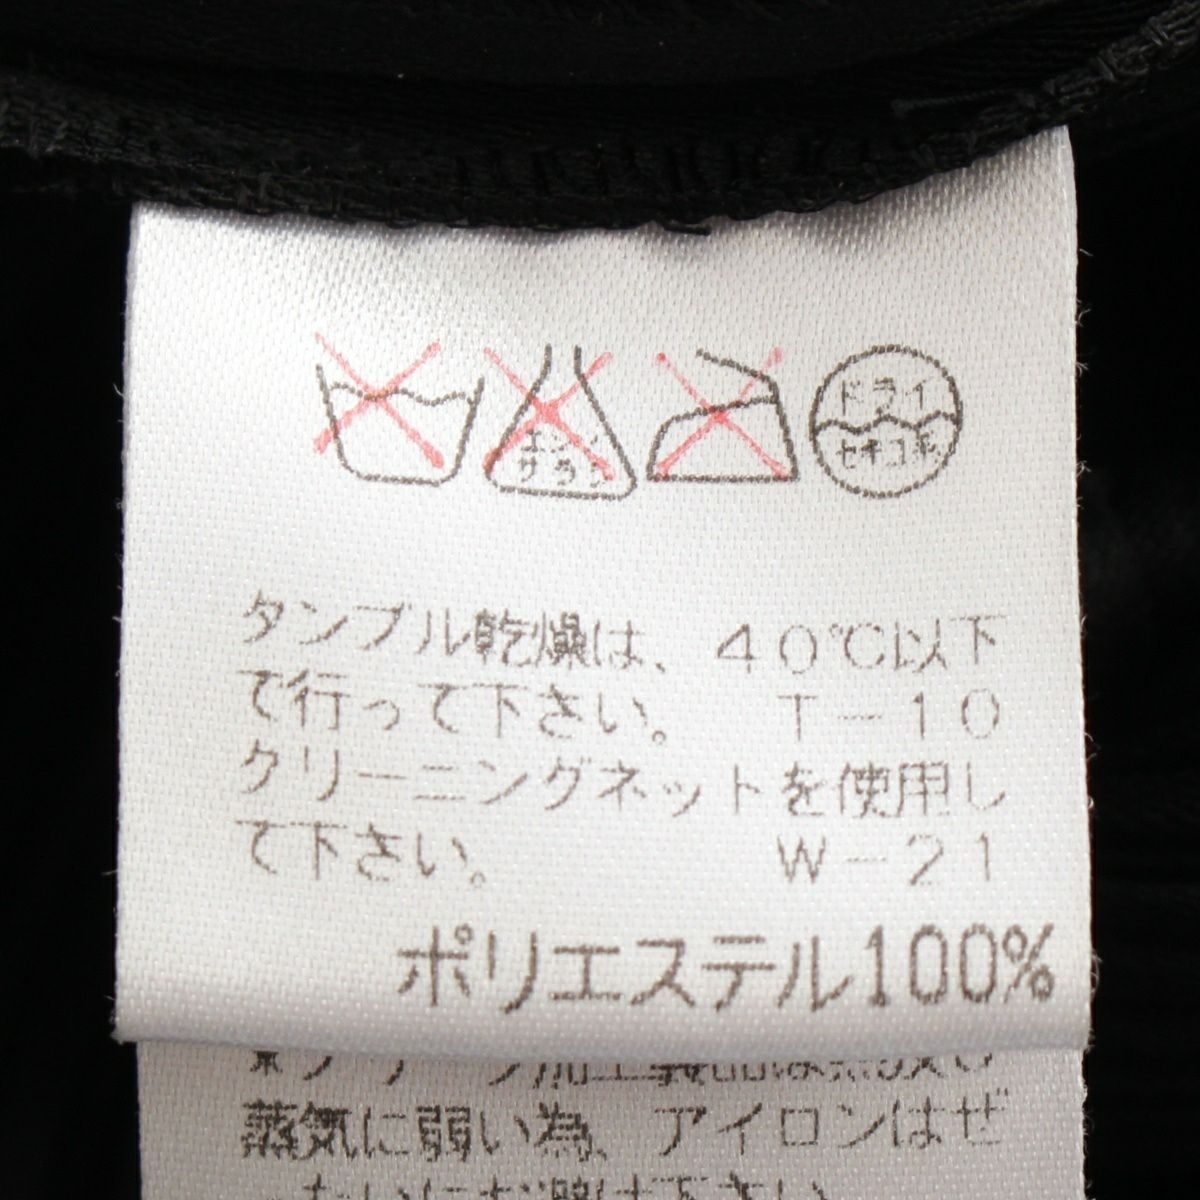 エンソ
サラシ
ドライ
セキユ系
タンブル乾燥は、40℃以下
で行って下さい。 T－10
クリーニングネットを使用し
て下さい。 W－21
ポリエステル100％
蒸気に弱い為、アイロンはぜ